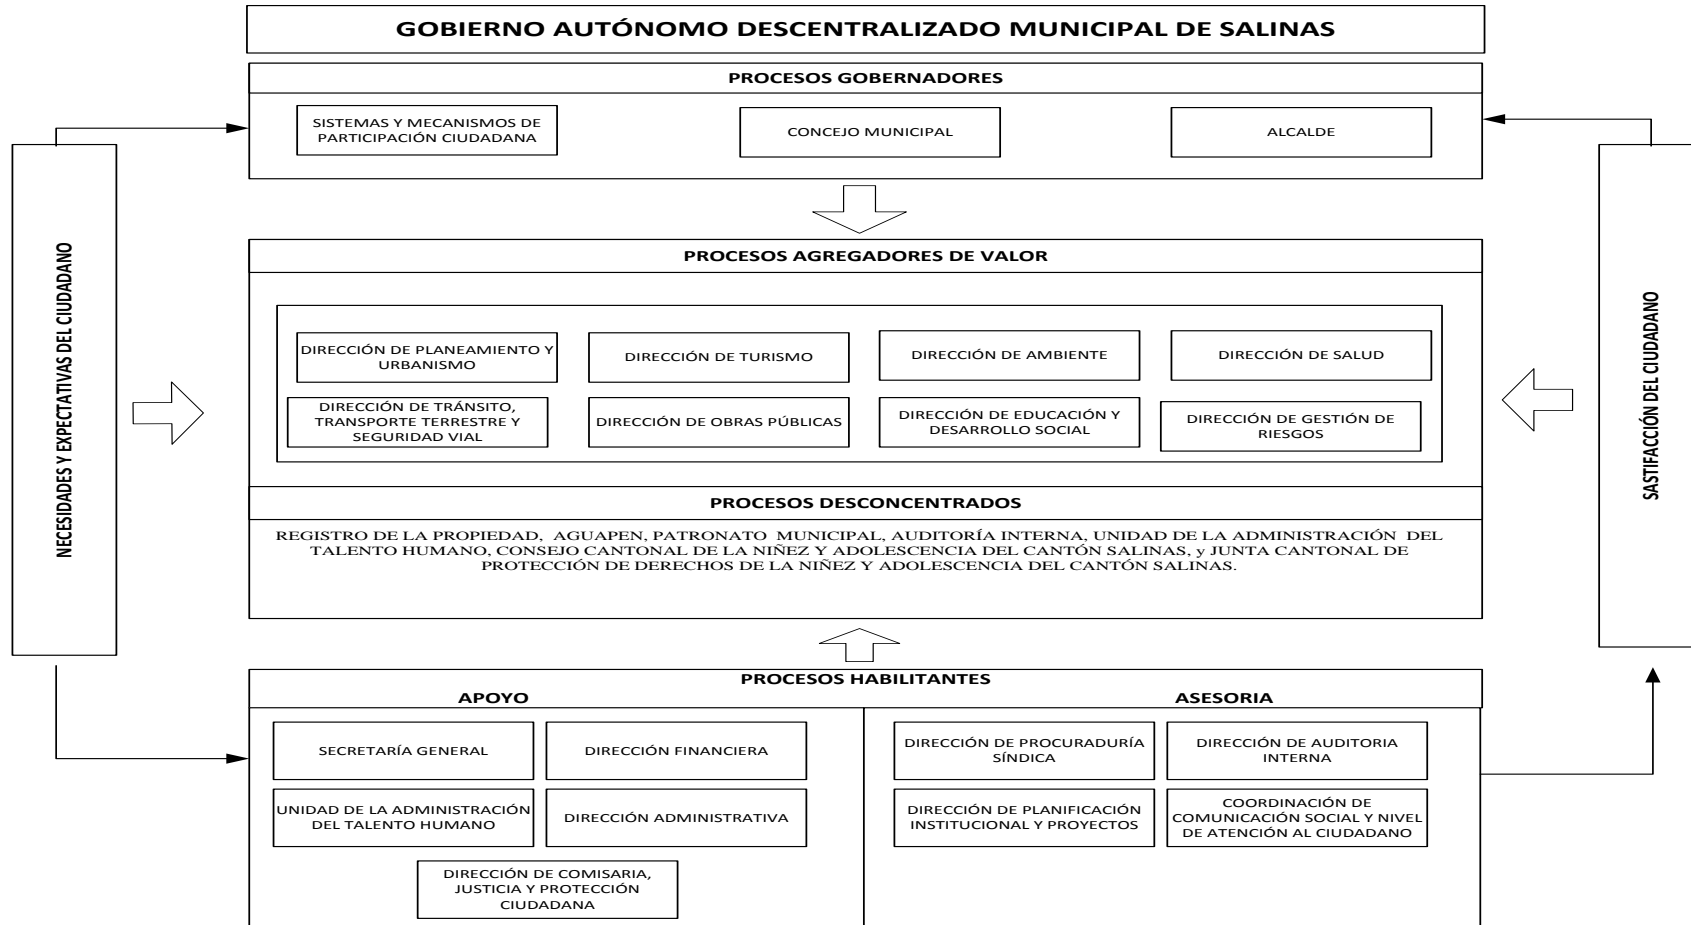 GOBIERNO AUTÓNOMO DESCENTRALIZADO MUNICIPAL DE SALINAS
PROCESOS GOBERNADORES
SISTEMAS Y MECANISMOS DE
PARTICIPACIÓN CIUDADANA
CONCEJO MUNICIPAL
ALCALDE
NECESIDADES Y EXPECTATIVAS DEL CIUDADANO
PROCESOS AGREGADORES DE VALOR
DIRECCIÓN DE PLANEAMIENTO Y
URBANISMO
DIRECCIÓN DE TURISMO
DIRECCIÓN DE AMBIENTE
DIRECCIÓN DE SALUD
DIRECCIÓN DE TRÁNSITO,
TRANSPORTE TERRESTRE Y
SEGURIDAD VIAL
DIRECCIÓN DE OBRAS PÚBLICAS
DIRECCIÓN DE EDUCACIÓN Y
DESARROLLO SOCIAL
DIRECCIÓN DE GESTIÓN DE
RIESGOS
SASTIFACCIÓN DEL CIUDADANO
PROCESOS DESCONCENTRADOS
REGISTRO DE LA PROPIEDAD, AGUAPEN, PATRONATO MUNICIPAL, AUDITORÍA INTERNA, UNIDAD DE LA ADMINISTRACIÓN DEL
TALENTO HUMANO, CONSEJO CANTONAL DE LA NIÑEZ Y ADOLESCENCIA DEL CANTÓN SALINAS, y JUNTA CANTONAL DE
PROTECCIÓN DE DERECHOS DE LA NIÑEZ Y ADOLESCENCIA DEL CANTÓN SALINAS.
PROCESOS HABILITANTES
APOYO
ASESORIA
SECRETARÍA GENERAL
DIRECCIÓN FINANCIERA
DIRECCIÓN DE PROCURADURÍA
SÍNDICA
DIRECCIÓN DE AUDITORIA
INTERNA
UNIDAD DE LA ADMINISTRACIÓN
DEL TALENTO HUMANO
DIRECCIÓN ADMINISTRATIVA
DIRECCIÓN DE PLANIFICACIÓN
INSTITUCIONAL Y PROYECTOS
COORDINACIÓN DE
COMUNICACIÓN SOCIAL Y NIVEL
DE ATENCIÓN AL CIUDADANO
DIRECCIÓN DE COMISARIA,
JUSTICIA Y PROTECCIÓN
CIUDADANA